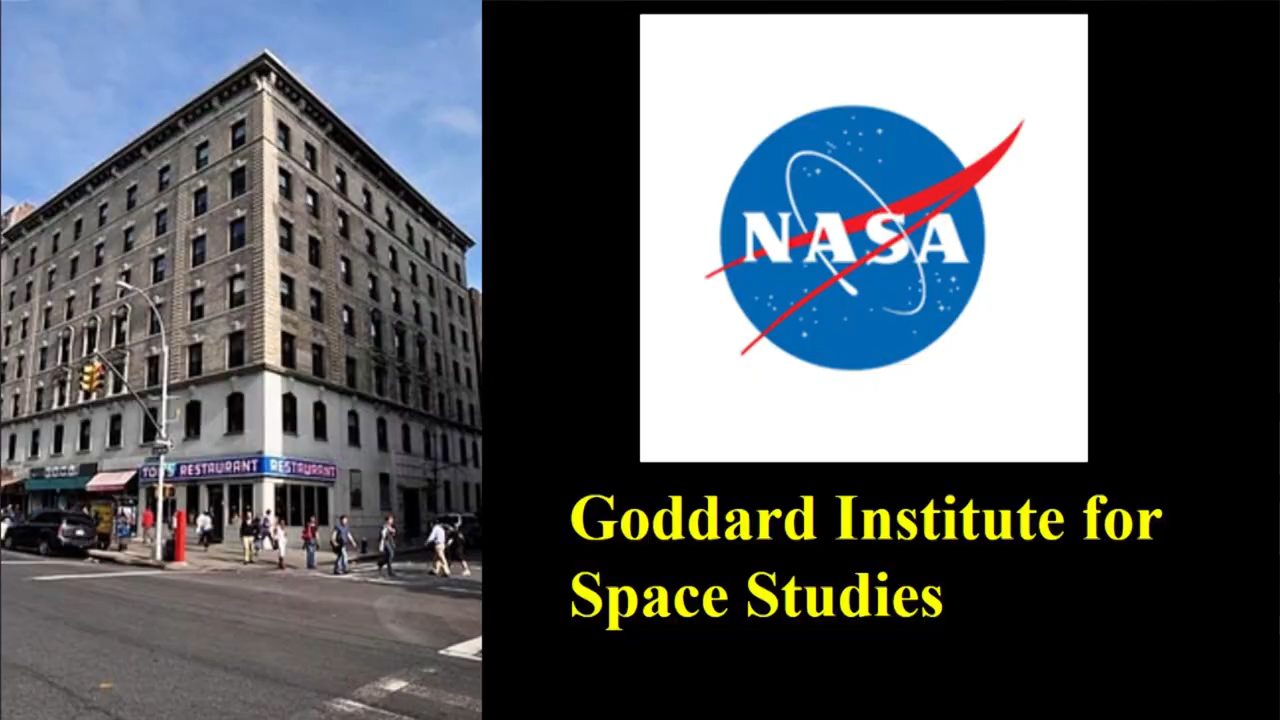 TOM'S RESTAURANT RESTAURANT
NASA
Goddard Institute for
Space Studies